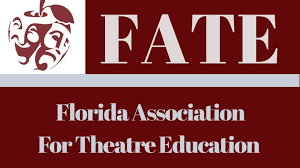 FATE
Florida Association
For Theatre Education